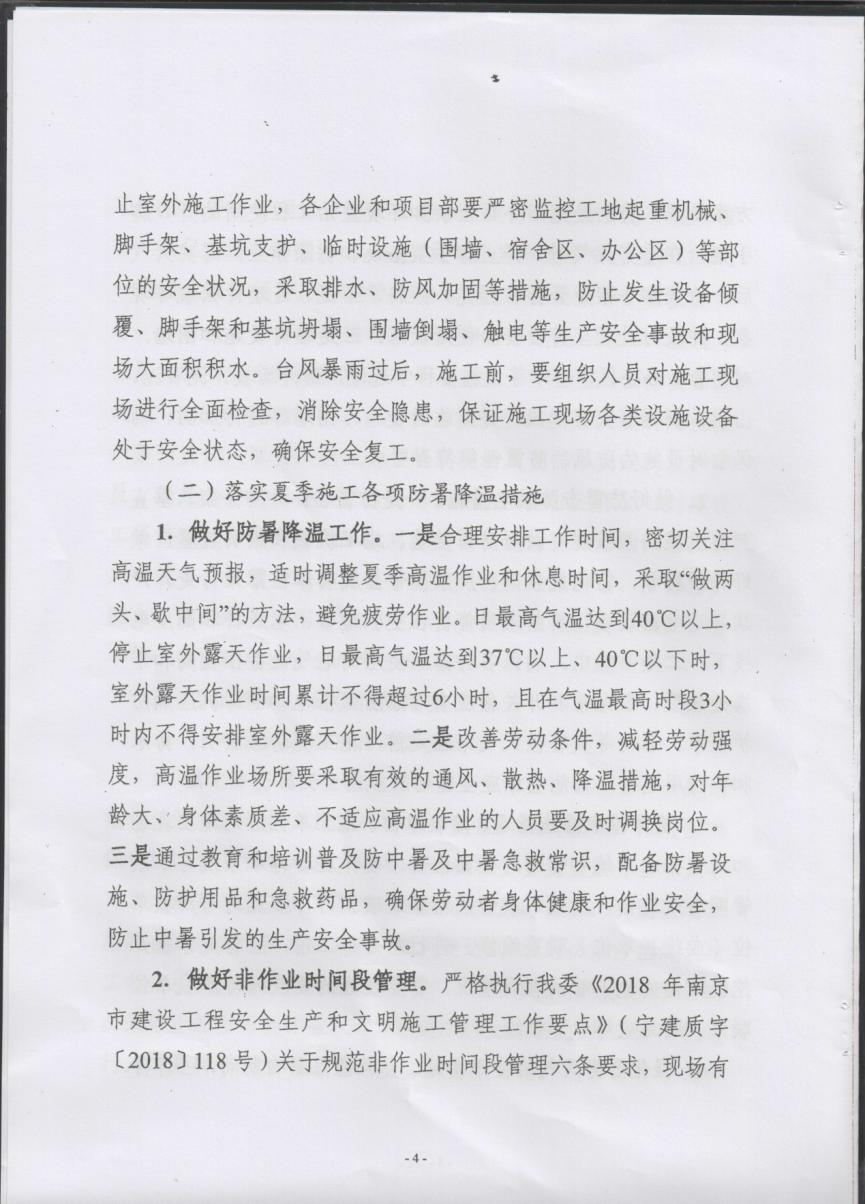 止室外施工作业，各企业和项目部要严密监控工地起重机械、
脚手架、基坑支护、临时设施（围墙、宿舍区、办公区）等部
位的安全状况，采取排水、防风加固等措施，防止发生设备倾
覆、脚手架和基坑坍塌、围墙倒塌、触电等生产安全事故和现
场大面积积水。台风暴雨过后，施工前，要组织人员对施工现
场进行全面检查，消除安全隐患，保证施工现场各类设施设备
处于安全状态，确保安全复工。
（二）落实夏季施工各项防暑降温措施
1. 做好防暑降温工作。一是合理安排工作时间，密切关注
高温天气预报，适时调整夏季高温作业和休息时间，采取“做两
头、歇中间”的方法，避免疲劳作业。日最高气温达到40℃以上，
停止室外露天作业，日最高气温达到37℃以上、40℃以下时，
室外露天作业时间累计不得超过6小时，且在气温最高时段3小
时内不得安排室外露天作业。二是改善劳动条件，减轻劳动强
度，高温作业场所要采取有效的通风、散热、降温措施，对年
龄大、身体素质差、不适应高温作业的人员要及时调换岗位。
三是通过教育和培训普及防中暑及中暑急救常识，配备防暑设
施、防护用品和急救药品，确保劳动者身体健康和作业安全，
防止中暑引发的生产安全事故。
2. 做好非作业时间段管理。严格执行我委《2018 年南京
市建设工程安全生产和文明施工管理工作要点》（宁建质字
〔2018〕118 号）关于规范非作业时间段管理六条要求，现场有
- 4 -